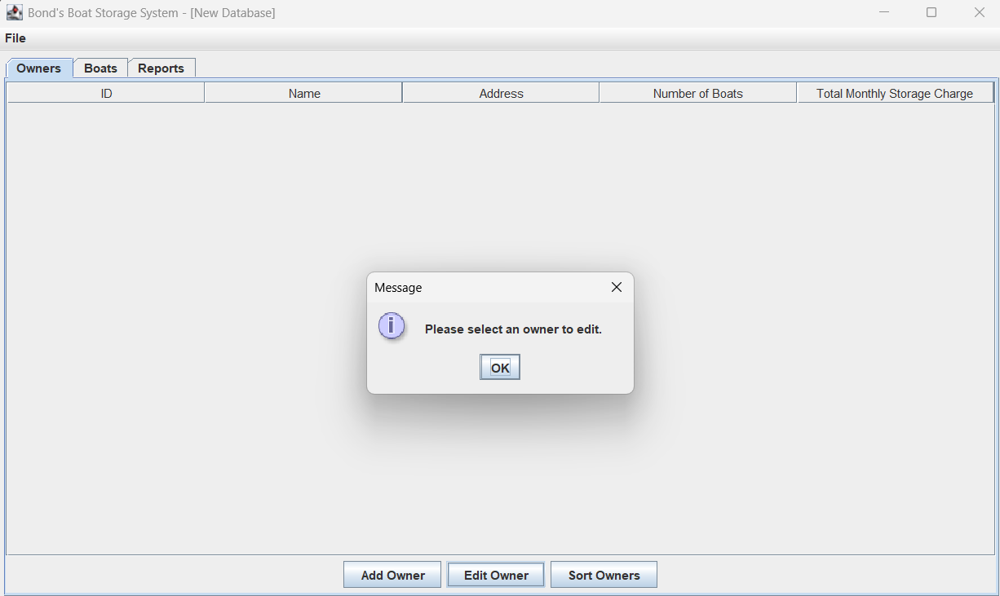 Bond's Boat Storage System - [New Database]
File
Owners Boats Reports
ID Name Address Number of Boats Total Monthly Storage Charge
Message
i Please select an owner to edit.
OK
Add Owner Edit Owner Sort Owners